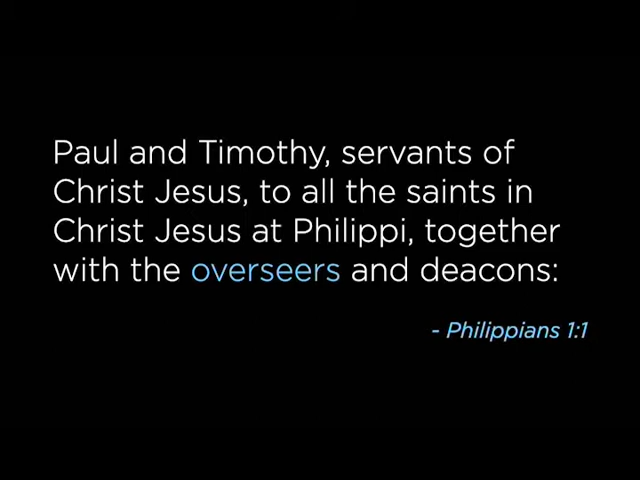 Paul and Timothy, servants of
Christ Jesus, to all the saints in
Christ Jesus at Philippi, together
with the overseers and deacons:
- Philippians 1:1